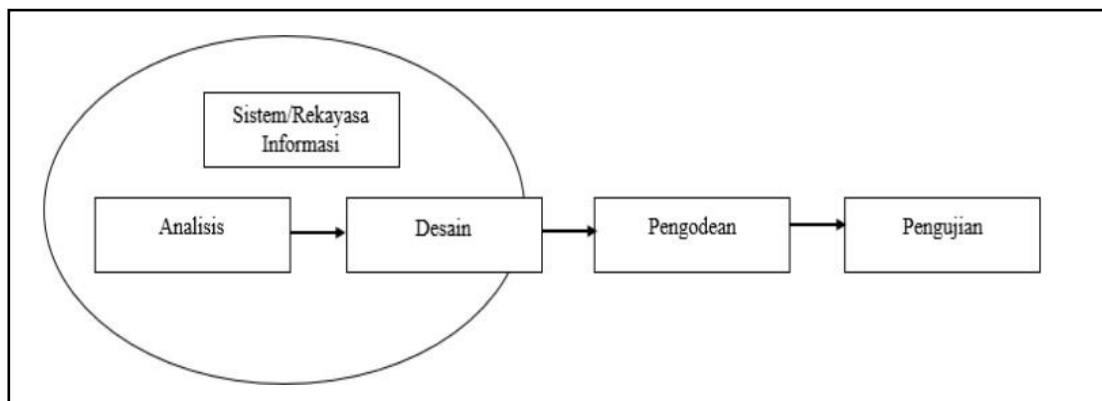 Sistem/Rekayasa
Informasi
Analisis
Desain
Pengodean
Pengujian